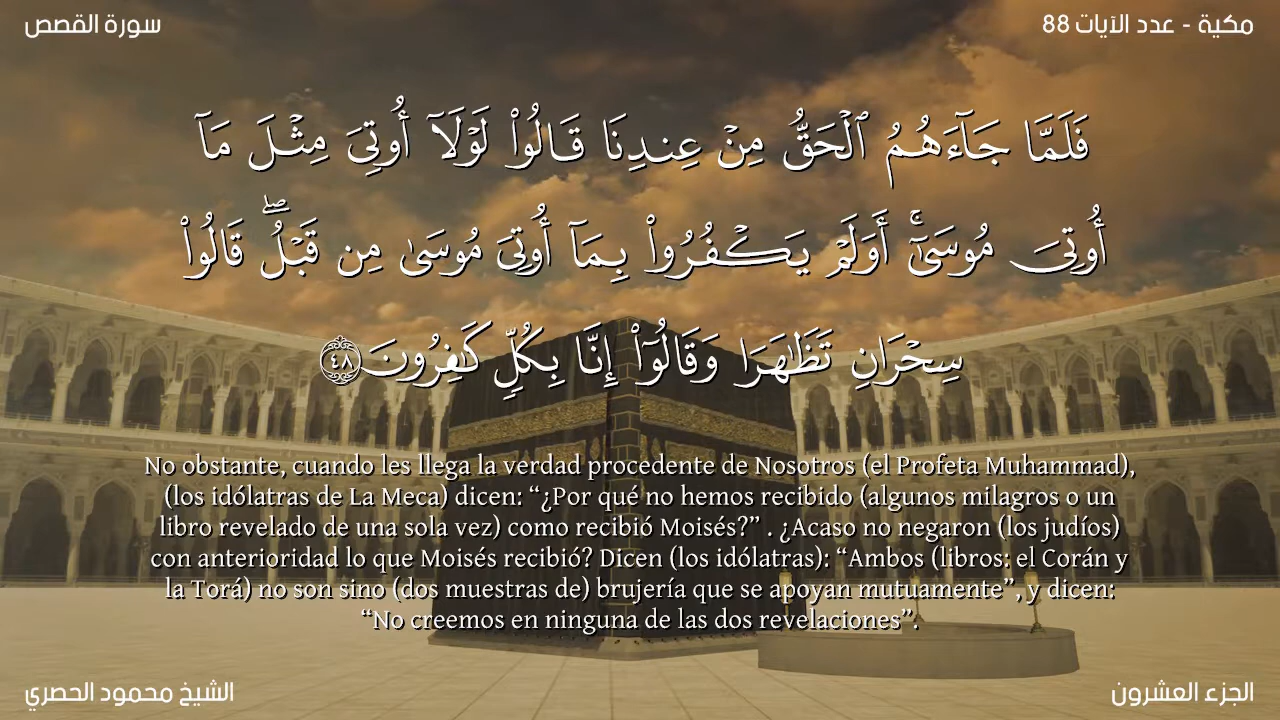 سورة القصص
مكية - عدد الآيات 88
فَلَمَّا جَآءَهُمُ ٱلْحَقُّ مِنْ عِندِنَا قَالُوا۟ لَوْلَآ أُوتِىَ مِثْلَ مَآ
أُوتِىَ مُوسَىٰٓ ۚ أَوَلَمْ يَكْفُرُوا۟ بِمَآ أُوتِىَ مُوسَىٰ مِن قَبْلُ ۖ قَالُوا۟
سِحْرَانِ تَظَٰهَرَا وَقَالُوٓا۟ إِنَّا بِكُلٍّ كَٰفِرُونَ ٤٨
No obstante, cuando les llega la verdad procedente de Nosotros (el Profeta Muhammad),
(los idólatras de La Meca) dicen: “¿Por qué no hemos recibido (algunos milagros o un
libro revelado de una sola vez) como recibió Moisés?” . ¿Acaso no negaron (los judíos)
con anterioridad lo que Moisés recibió? Dicen (los idólatras): “Ambos (libros: el Corán y
la Torá) no son sino (dos muestras de) brujería que se apoyan mutuamente”, y dicen:
“No creemos en ninguna de las dos revelaciones”.
الشيخ محمود الحصري
الجزء العشرون